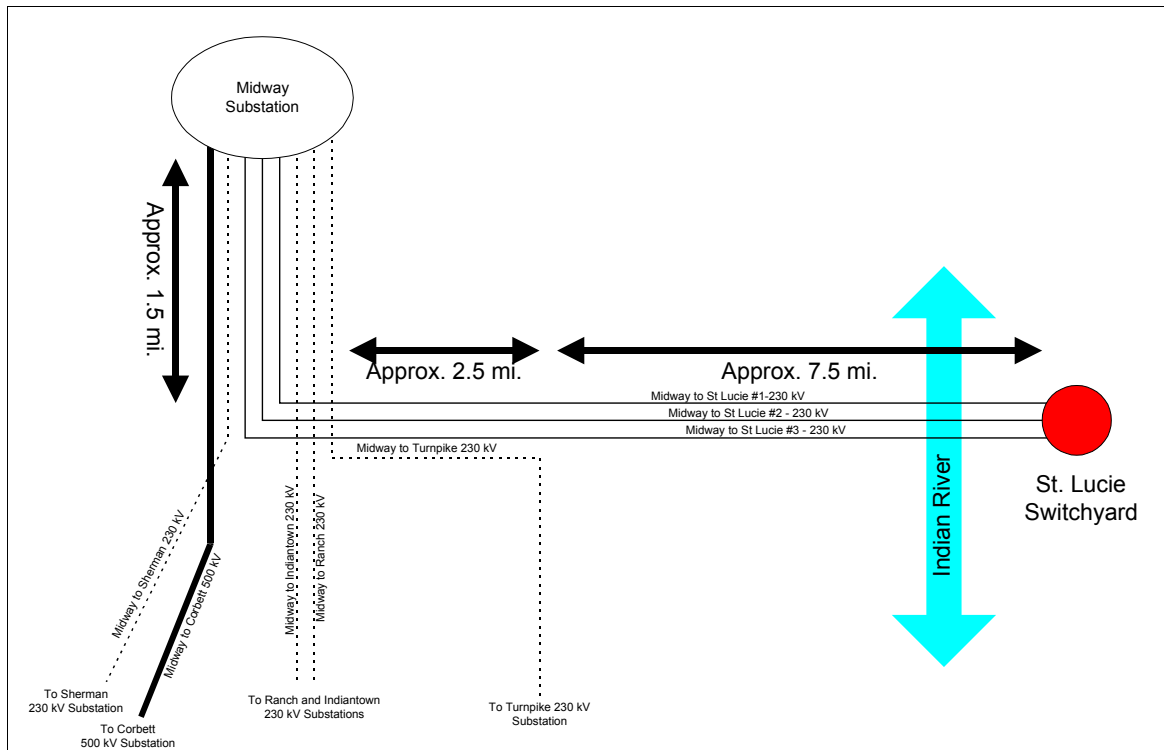 Midway
Substation
Approx. 1.5 mi.
Approx. 2.5 mi.
Approx. 7.5 mi.
Midway to St Lucie #1-230 kV
Midway to St Lucie #2 - 230 kV
Midway to St Lucie #3 - 230 kV
Midway to Turnpike 230 kV
Indian River
St. Lucie
Switchyard
Midway to Sherman 230 kV
Midway to Corbett 500 kV
Midway to Indiantown 230 kV
Midway to Ranch 230 kV
To Sherman
230 kV Substation
To Corbett
500 kV Substation
To Ranch and Indiantown
230 kV Substations
To Turnpike 230 kV
Substation